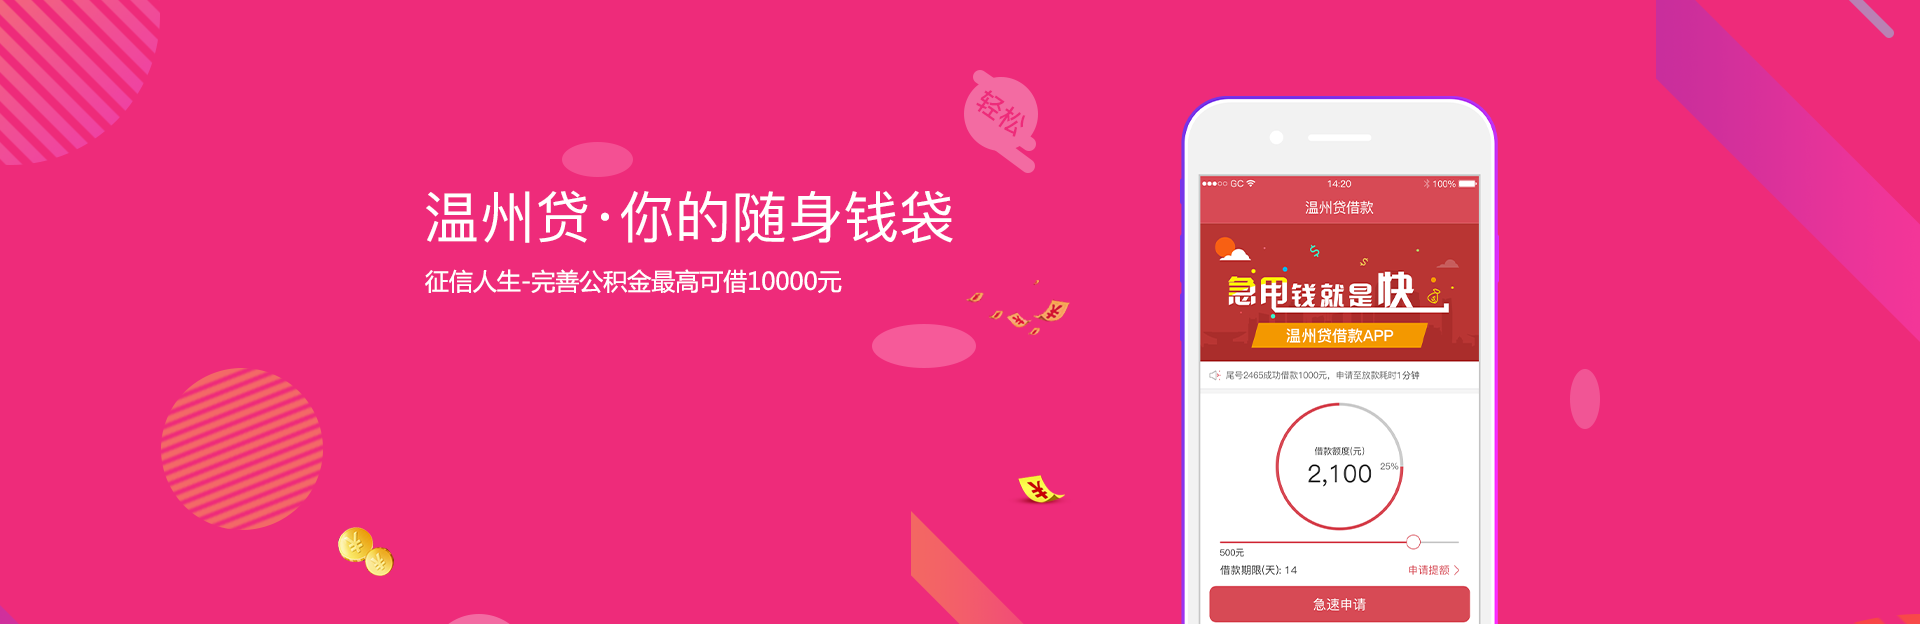 轻松
温州贷·你的随身钱袋
征信人生-完善公积金最高可借10000元
GC 14:20 100%
温州贷借款
急用钱就是快
温州贷借款APP
尾号2465成功借款1000元，申请至放款耗时1分钟
借款额度(元)
2,100
25%
500元
借款期限(天): 14 申请提额
急速申请